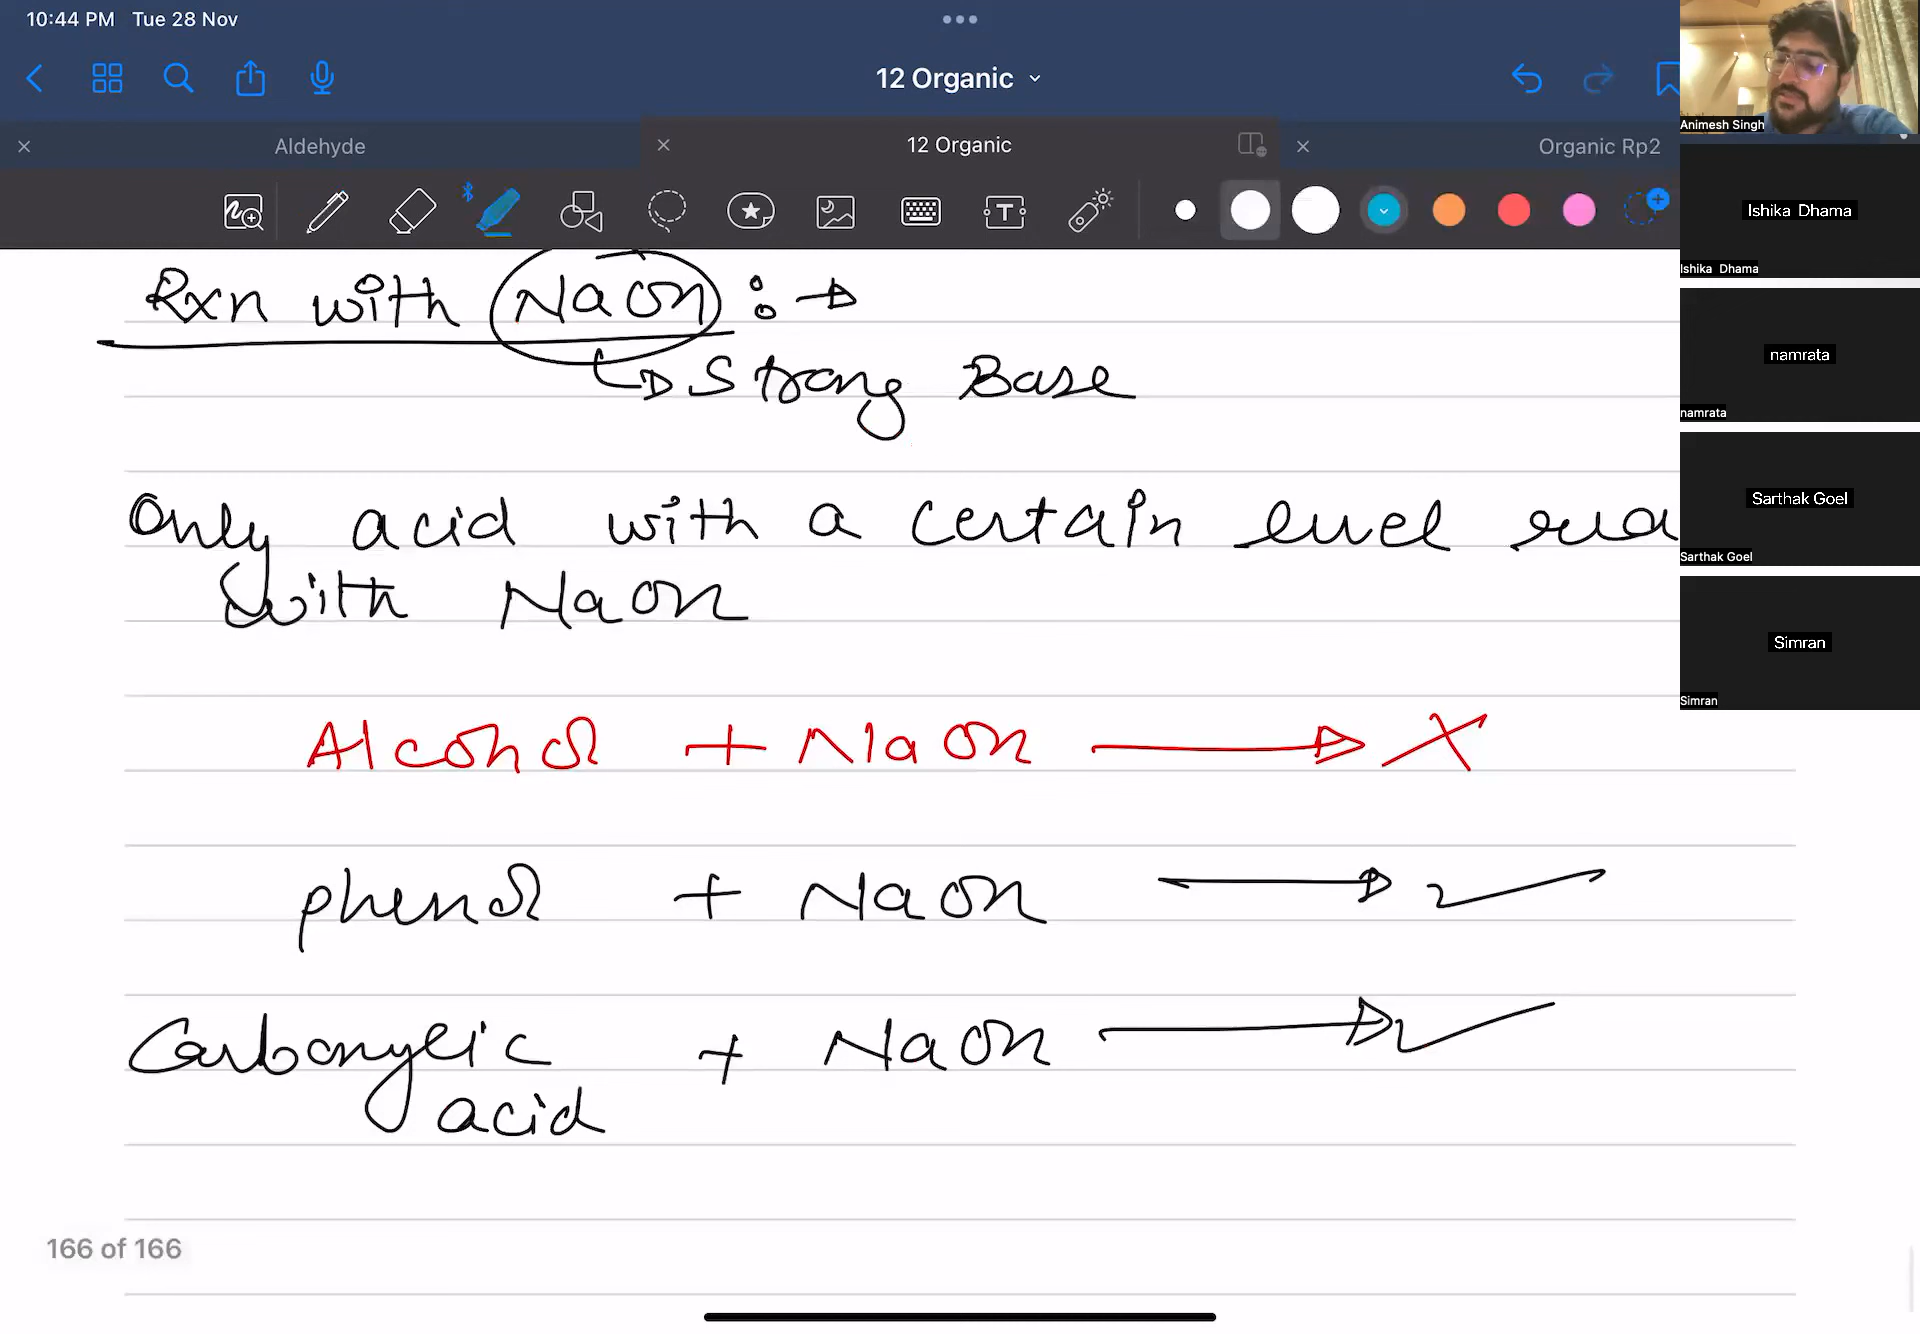 10:44 PM Tue 28 Nov
12 Organic
Aldehyde
12 Organic
Organic Rp2
Animesh Singh
Ishika Dhama
Ishika Dhama
namrata
namrata
Sarthak Goel
Sarthak Goel
Simran
Simran
Rxn with NaOH :→
Strong Base
Only acid with a certain level
with NaOH
Alcohol + NaOH → X
phenol + NaOH → ✓
Carboxylic + NaOH → ✓
acid
166 of 166